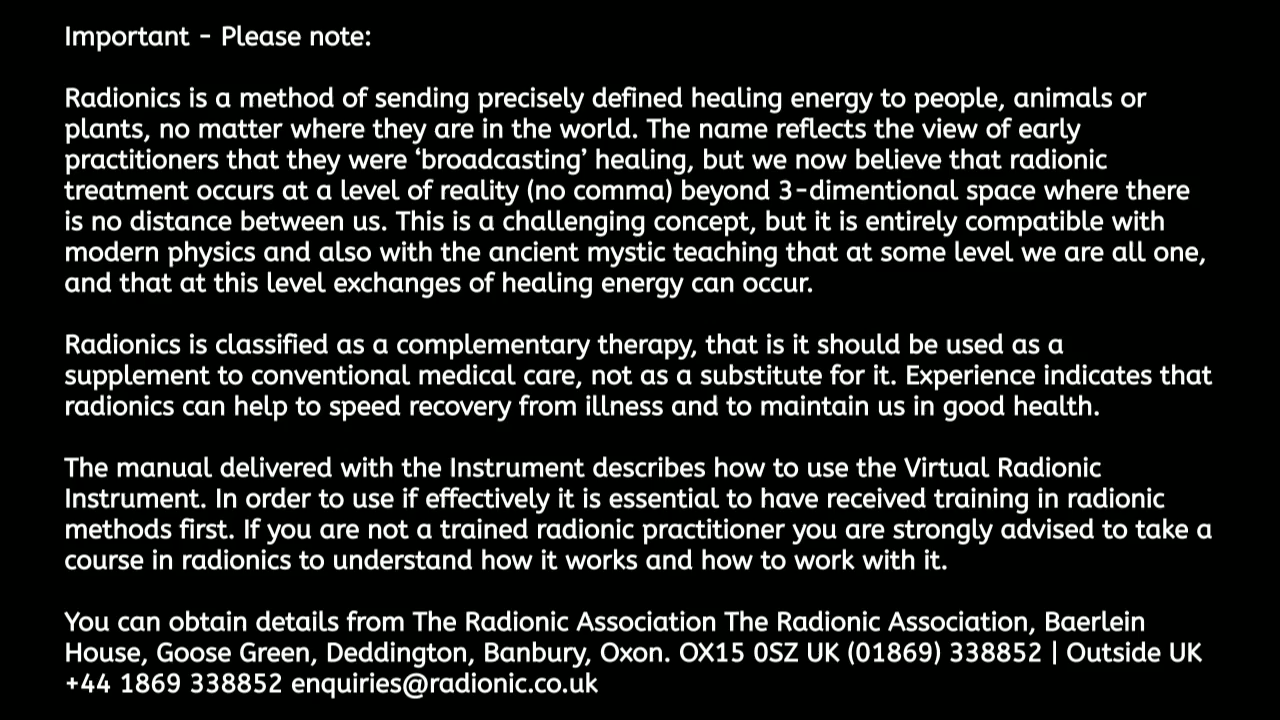 Important - Please note:
Radionics is a method of sending precisely defined healing energy to people, animals or
plants, no matter where they are in the world. The name reflects the view of early
practitioners that they were ‘broadcasting’ healing, but we now believe that radionic
treatment occurs at a level of reality (no comma) beyond 3-dimentional space where there
is no distance between us. This is a challenging concept, but it is entirely compatible with
modern physics and also with the ancient mystic teaching that at some level we are all one,
and that at this level exchanges of healing energy can occur.
Radionics is classified as a complementary therapy, that is it should be used as a
supplement to conventional medical care, not as a substitute for it. Experience indicates that
radionics can help to speed recovery from illness and to maintain us in good health.
The manual delivered with the Instrument describes how to use the Virtual Radionic
Instrument. In order to use if effectively it is essential to have received training in radionic
methods first. If you are not a trained radionic practitioner you are strongly advised to take a
course in radionics to understand how it works and how to work with it.
You can obtain details from The Radionic Association The Radionic Association, Baerlein
House, Goose Green, Deddington, Banbury, Oxon. OX15 0SZ UK (01869) 338852 | Outside UK
+44 1869 338852 enquiries@radionic.co.uk